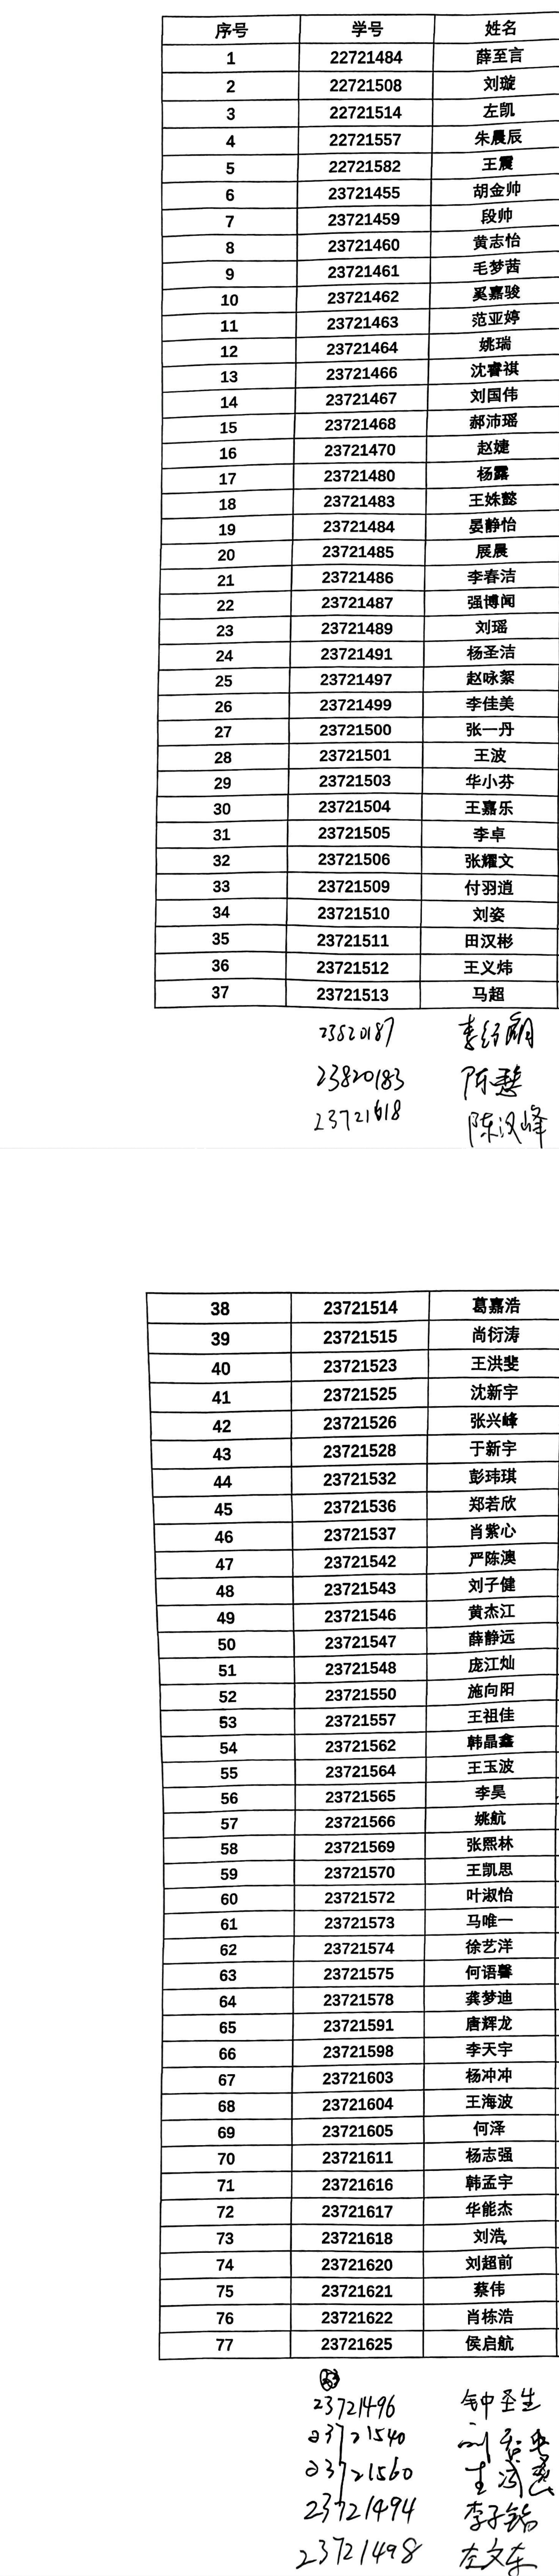 序号 学号 姓名
1 22721484 薛至言
2 22721508 刘璇
3 22721514 左凯
4 22721557 朱晨辰
5 22721582 王震
6 23721455 胡金帅
7 23721459 段帅
8 23721460 黄志怡
9 23721461 毛梦茜
10 23721462 奚嘉骏
11 23721463 范亚婷
12 23721464 姚瑞
13 23721466 沈睿祺
14 23721467 刘国伟
15 23721468 郝沛瑶
16 23721470 赵婕
17 23721480 杨露
18 23721483 王姝懿
19 23721484 晏静怡
20 23721485 展晨
21 23721486 李春洁
22 23721487 强博闻
23 23721489 刘瑶
24 23721491 杨圣洁
25 23721497 赵咏絮
26 23721499 李佳美
27 23721500 张一丹
28 23721501 王波
29 23721503 华小芬
30 23721504 王嘉乐
31 23721505 李卓
32 23721506 张耀文
33 23721509 付羽逍
34 23721510 刘姿
35 23721511 田汉彬
36 23721512 王义炜
37 23721513 马超
23820187
23820183 陈慧
23721618 陈汉峰
38 23721514 葛嘉浩
39 23721515 尚衍涛
40 23721523 王洪斐
41 23721525 沈新宇
42 23721526 张兴峰
43 23721528 于新宇
44 23721532 彭玮琪
45 23721536 郑若欣
46 23721537 肖紫心
47 23721542 严陈澳
48 23721543 刘子健
49 23721546 黄杰江
50 23721547 薛静远
51 23721548 庞江灿
52 23721550 施向阳
53 23721557 王祖佳
54 23721562 韩晶鑫
55 23721564 王玉波
56 23721565 李昊
57 23721566 姚航
58 23721569 张熙林
59 23721570 王凯思
60 23721572 叶淑怡
61 23721573 马唯一
62 23721574 徐艺洋
63 23721575 何语馨
64 23721578 龚梦迪
65 23721591 唐辉龙
66 23721598 李天宇
67 23721603 杨冲冲
68 23721604 王海波
69 23721605 何泽
70 23721611 杨志强
71 23721616 韩孟宇
72 23721617 华能杰
73 23721618 刘浩
74 23721620 刘超前
75 23721621 蔡伟
76 23721622 肖栋浩
77 23721625 侯启航
23721496 钟圣生
23721540
23721560
23721494 李子锐
23721498 左文东